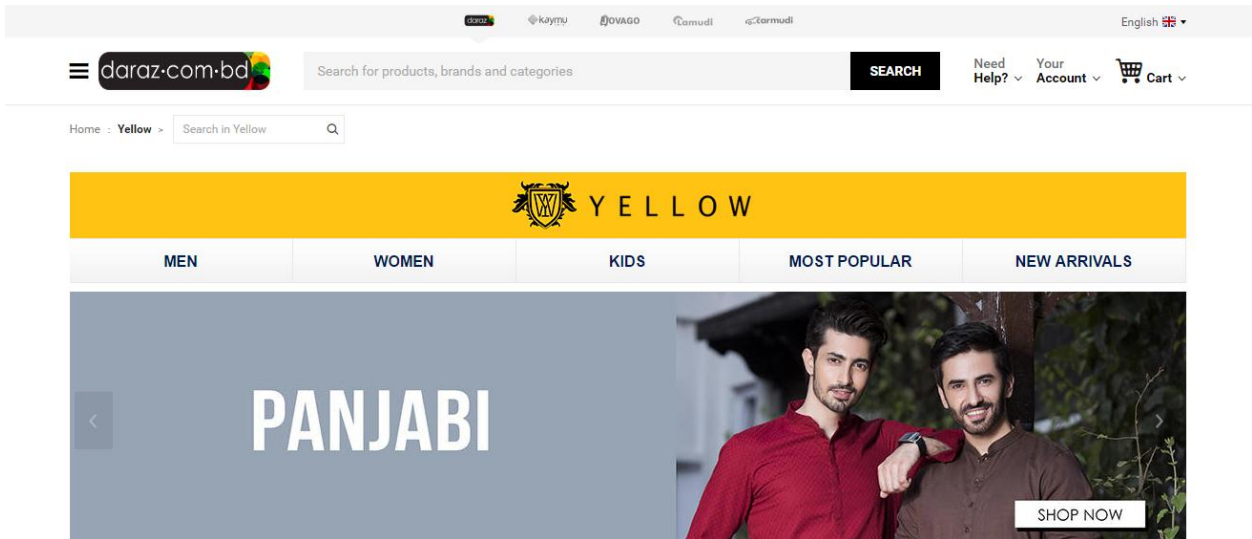 daraz kaymu JOVAGO Lamudi carmudi English
daraz·com·bd Search for products, brands and categories SEARCH Need Help? Your Account Cart
Home : Yellow > Search in Yellow
YELLOW
MEN WOMEN KIDS MOST POPULAR NEW ARRIVALS
PANJABI
SHOP NOW